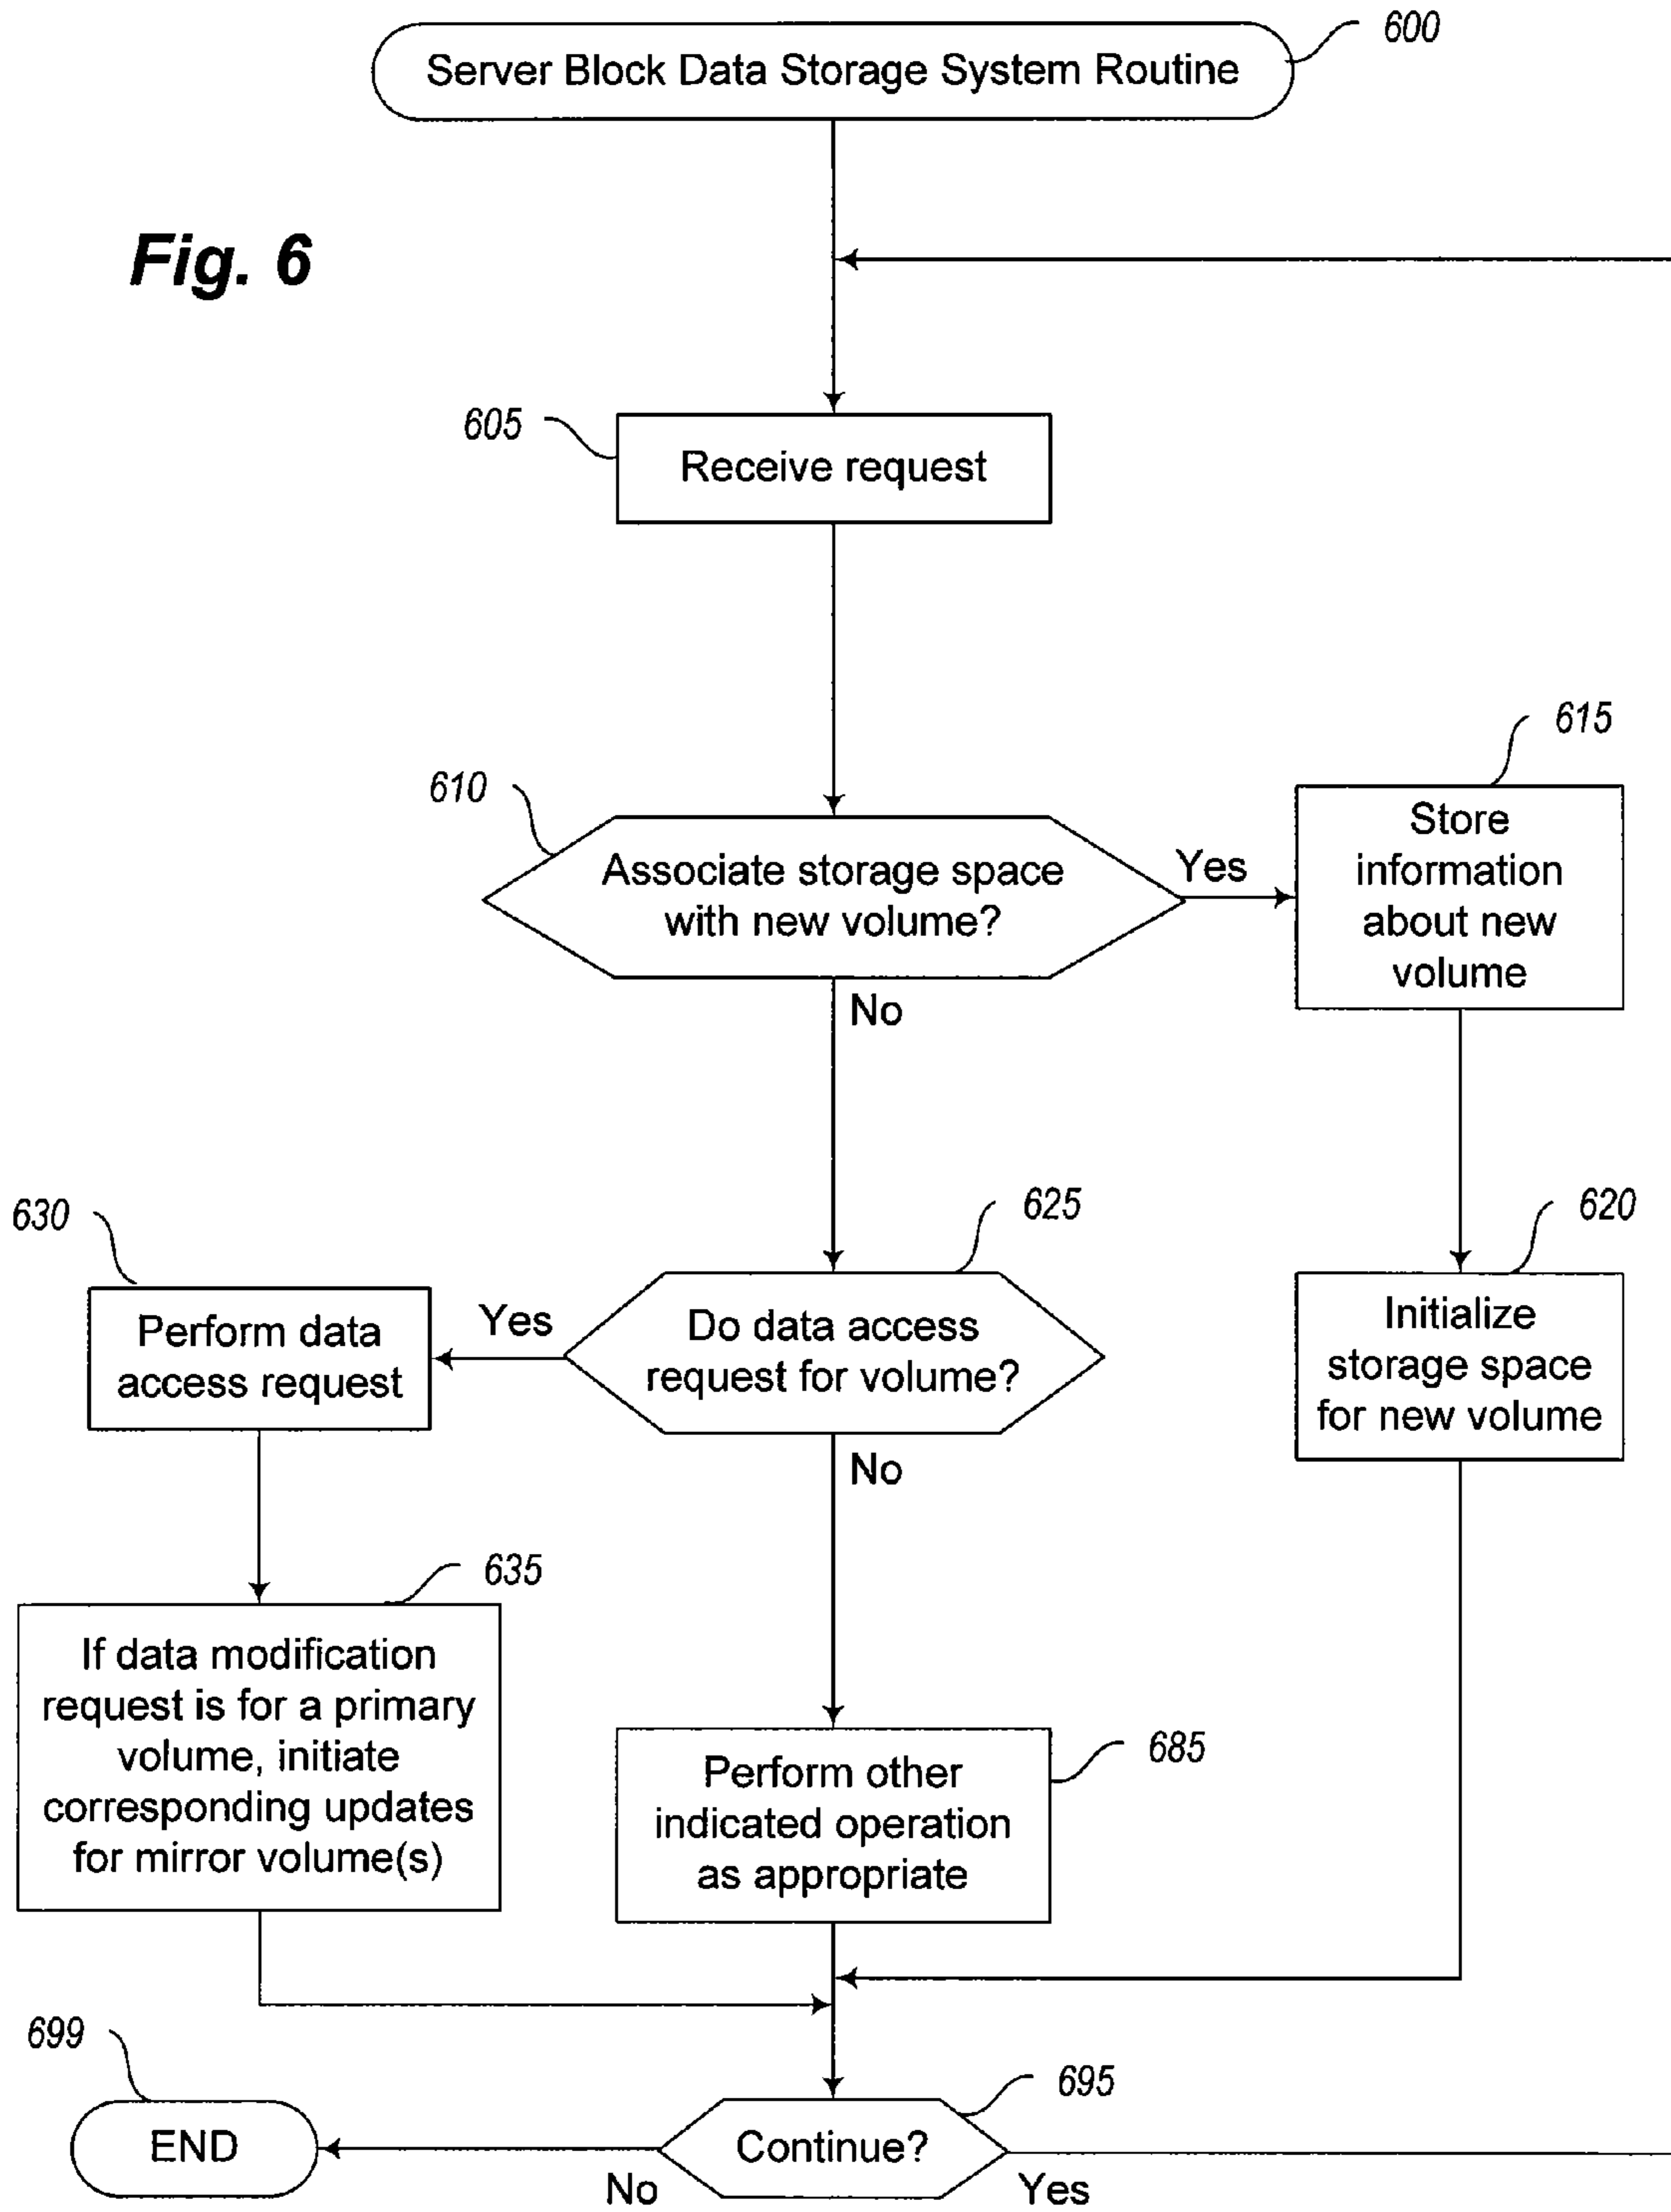 600
Server Block Data Storage System Routine
Fig. 6
605
Receive request
610
Associate storage space
with new volume?
Yes
No
615
Store
information
about new
volume
620
Initialize
storage space
for new volume
625
Do data access
request for volume?
Yes
No
630
Perform data
access request
635
If data modification
request is for a primary
volume, initiate
corresponding updates
for mirror volume(s)
685
Perform other
indicated operation
as appropriate
695
Continue?
No
Yes
699
END